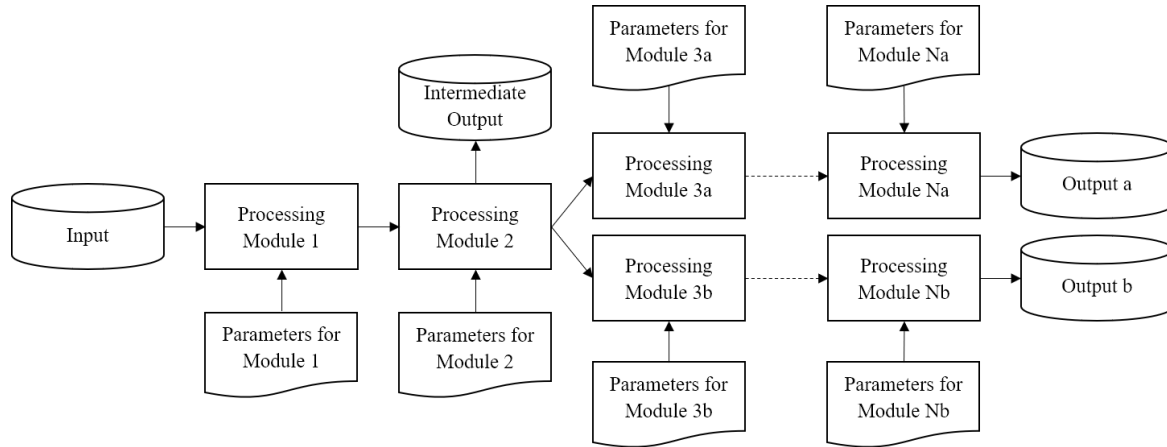 Parameters for
Module 3a
Parameters for
Module Na
Intermediate
Output
Processing
Module 3a
Processing
Module Na
Output a
Input
Processing
Module 1
Processing
Module 2
Processing
Module 3b
Processing
Module Nb
Output b
Parameters for
Module 1
Parameters for
Module 2
Parameters for
Module 3b
Parameters for
Module Nb